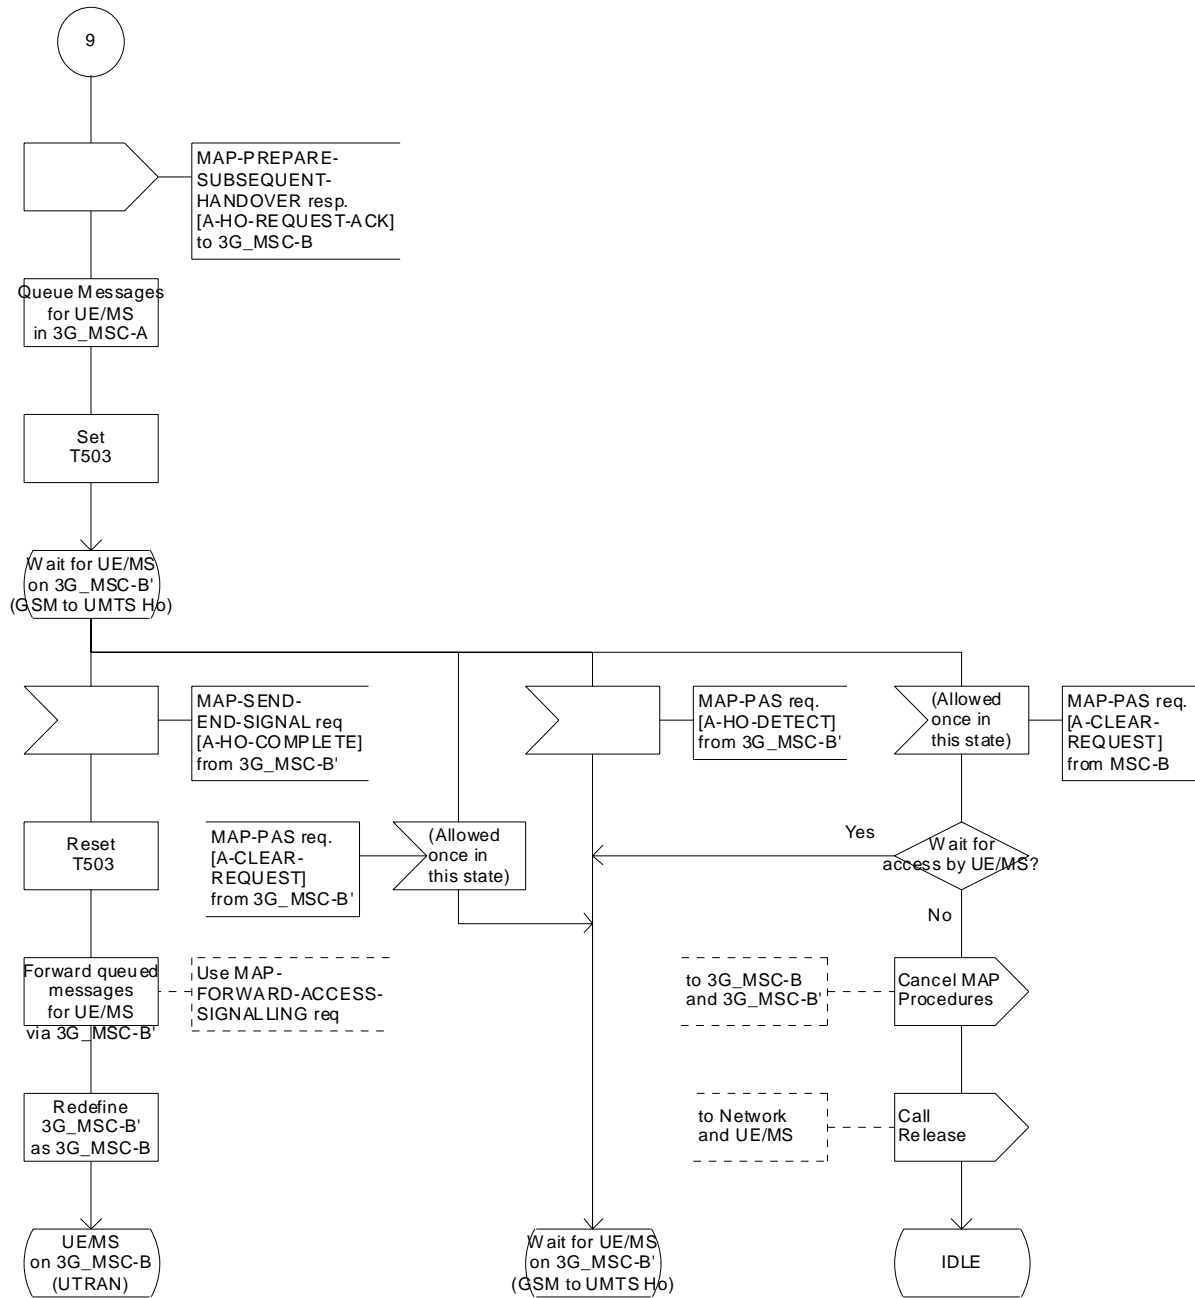 9
MAP-PREPARE-
SUBSEQUENT-
HANDOVER resp.
[A-HO-REQUEST-ACK]
to 3G_MSC-B
Queue Messages
for UE/MS
in 3G_MSC-A
Set
T503
Wait for UE/MS
on 3G_MSC-B'
(GSM to UMTS Ho)
MAP-SEND-
END-SIGNAL req
[A-HO-COMPLETE]
from 3G_MSC-B'
MAP-PAS req.
[A-HO-DETECT]
from 3G_MSC-B'
(Allowed
once in
this state)
MAP-PAS req.
[A-CLEAR-
REQUEST]
from MSC-B
Reset
T503
MAP-PAS req.
[A-CLEAR-
REQUEST]
from 3G_MSC-B'
(Allowed
once in
this state)
Yes
Wait for
access by UE/MS?
No
Forward queued
messages
for UE/MS
via 3G_MSC-B'
Use MAP-
FORWARD-ACCESS-
SIGNALLING req
to 3G_MSC-B
and 3G_MSC-B'
Cancel MAP
Procedures
Redefine
3G_MSC-B'
as 3G_MSC-B
to Network
and UE/MS
Call
Release
UE/MS
on 3G_MSC-B
(UTRAN)
Wait for UE/MS
on 3G_MSC-B'
(GSM to UMTS Ho)
IDLE